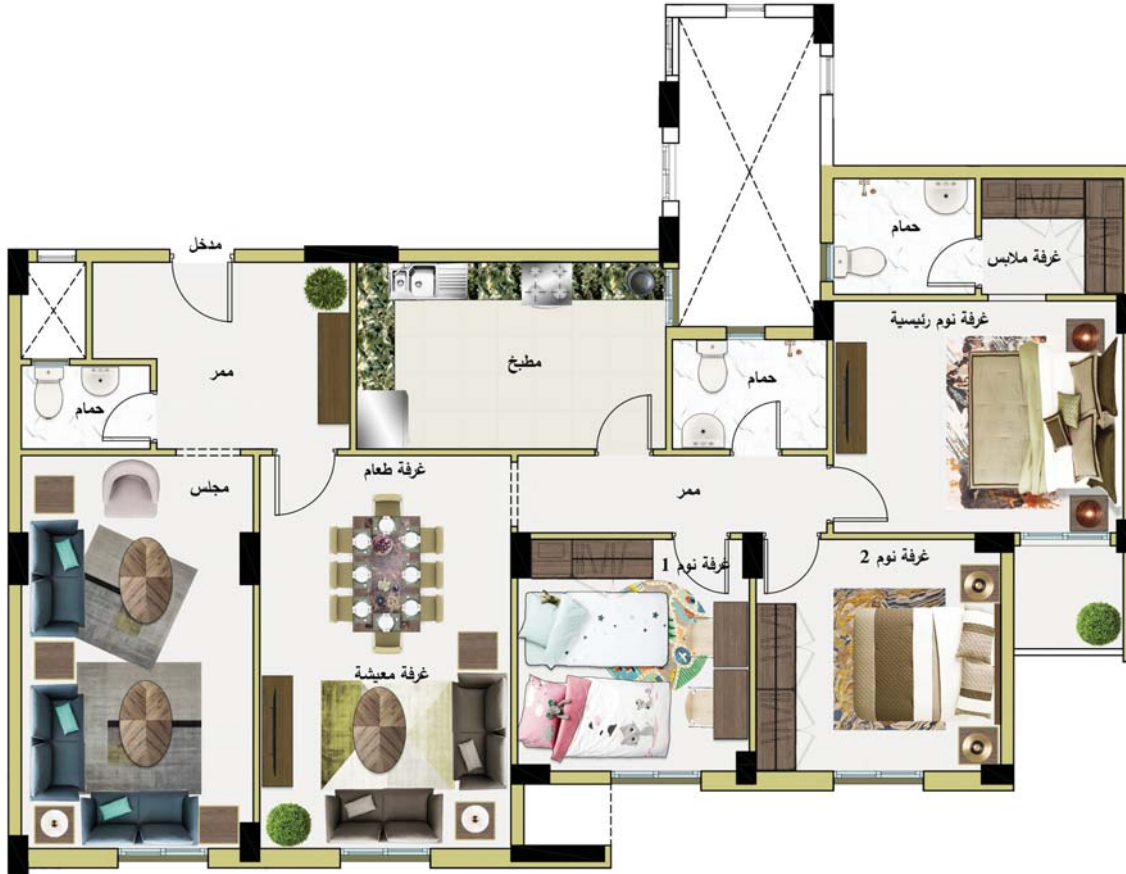 حمام
غرفة ملابس
مدخل
غرفة نوم رئيسية
مطبخ
حمام
ممر
حمام
غرفة طعام
مجلس
ممر
غرفة نوم 2
غرفة نوم 1
غرفة معيشة